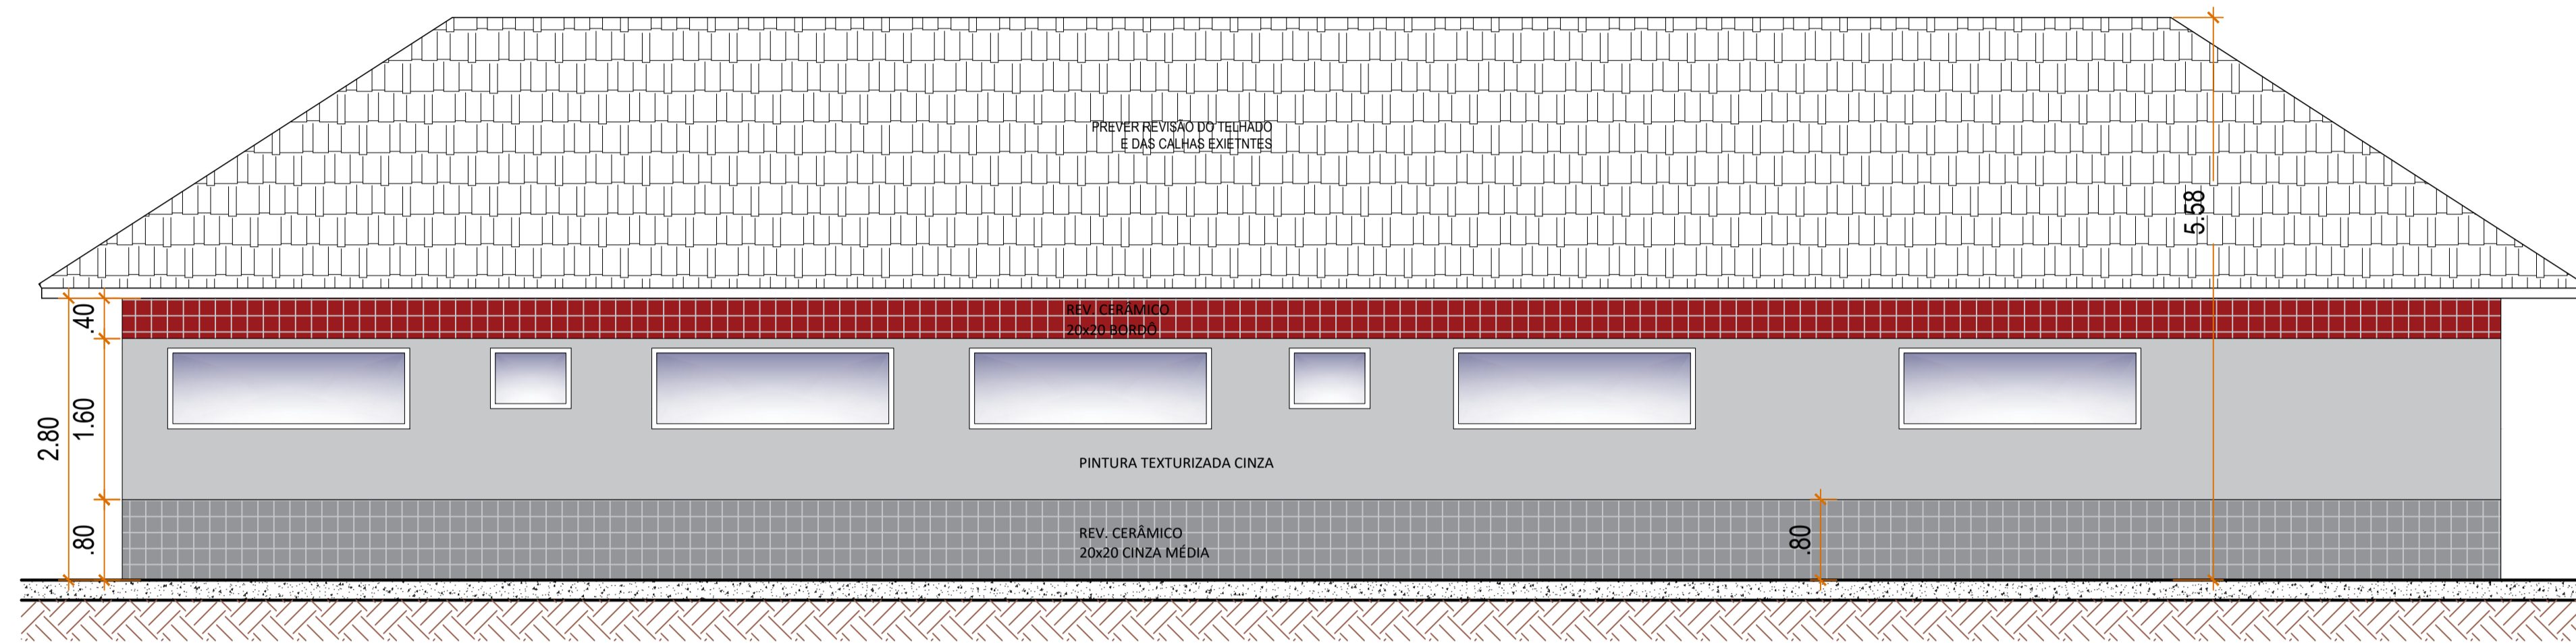 PREVER REVISÃO DO TELHADO
E DAS CALHAS EXIETNTES
5.58
.40
REV. CERÂMICO
20x20 BORDÔ
2.80
1.60
PINTURA TEXTURIZADA CINZA
.80
REV. CERÂMICO
20x20 CINZA MÉDIA
.80